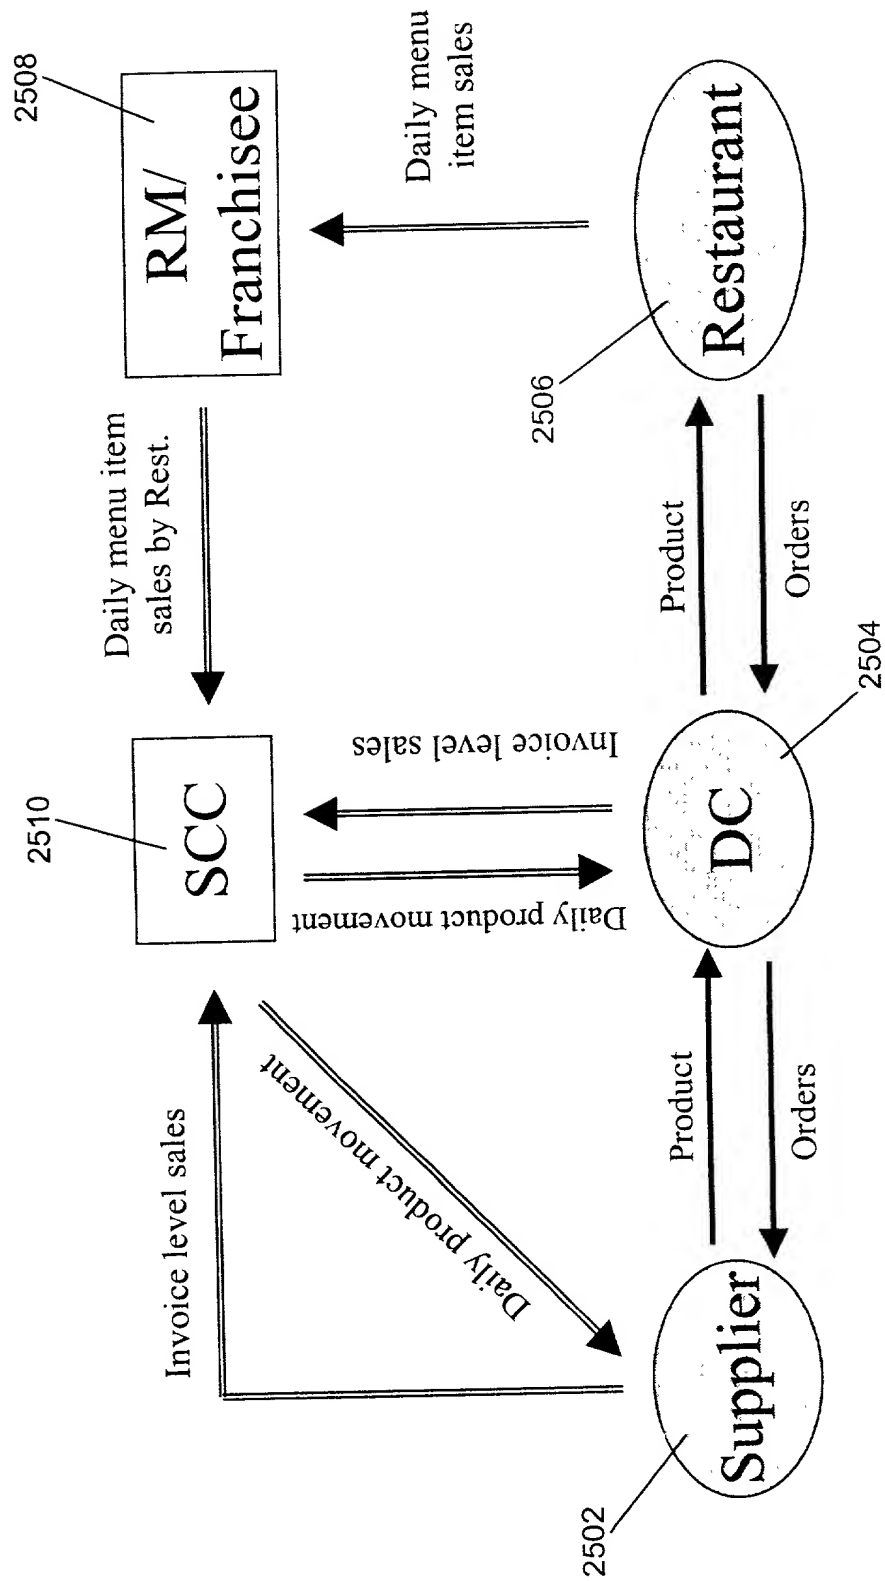 2508
RM/
Franchisee
Daily menu
item sales
Daily menu item
sales by Rest.
2510
SCC
Invoice level sales
Daily product movement
Invoice level sales
Daily product movement
2506
Restaurant
Product
Orders
2504
DC
Product
Orders
2502
Supplier